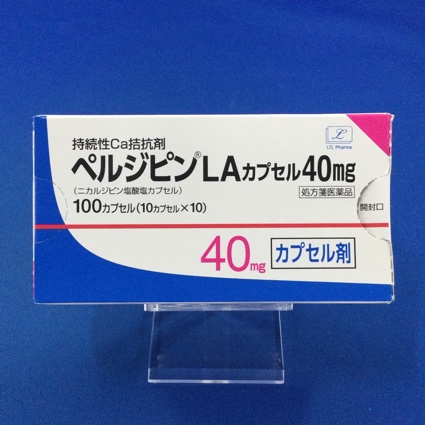 持続性Ca拮抗剤
LTL Pharma
ペルジピン®LAカプセル40mg
(ニカルジピン塩酸塩カプセル)
処方箋医薬品
100カプセル(10カプセル×10)
開封口
40mg
カプセル剤